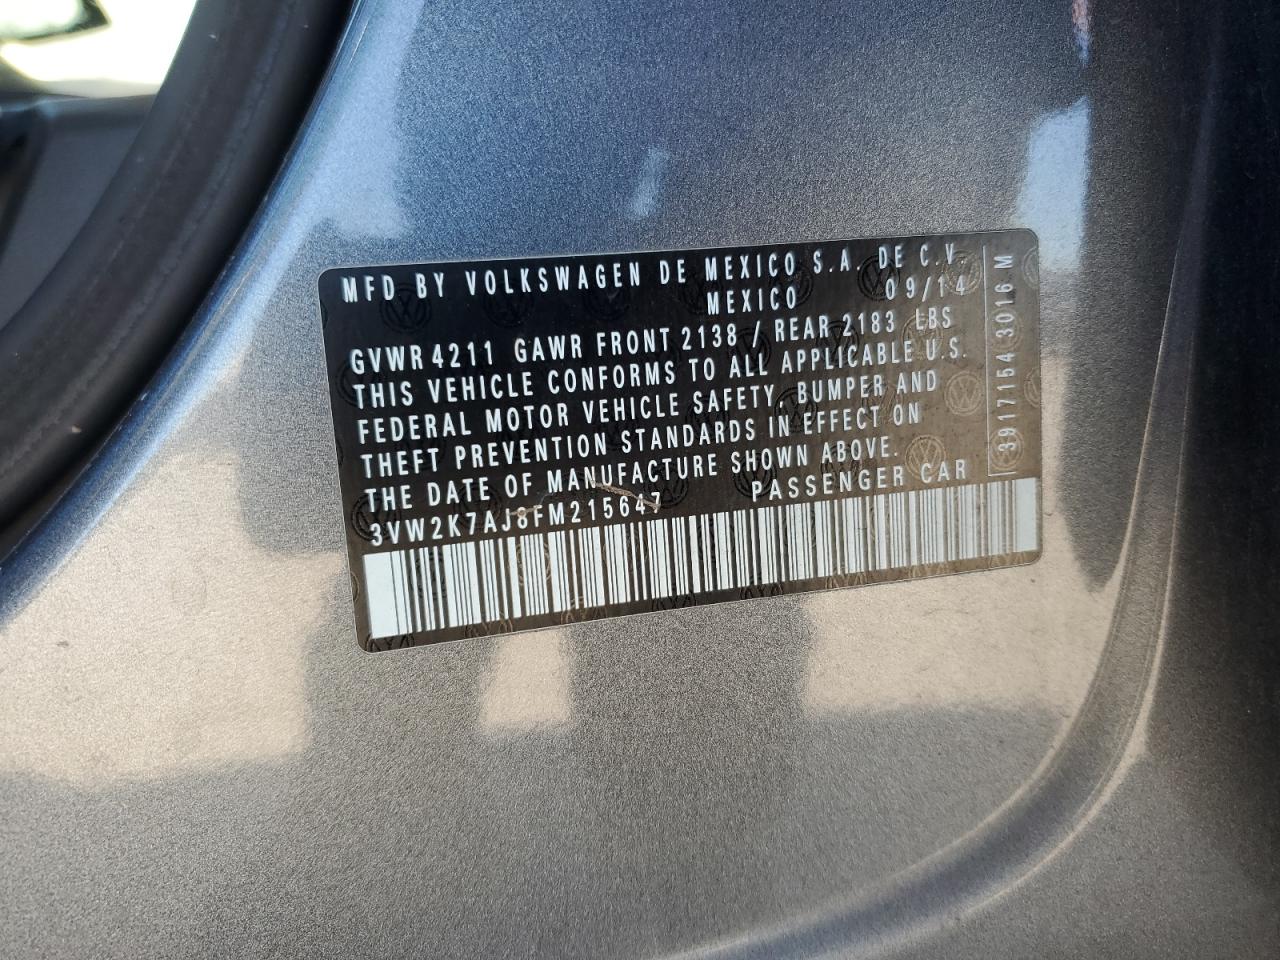 MFD BY VOLKSWAGEN DE MEXICO S.A. DE C.V.
MEXICO 09/14
GVWR 4211 GAWR FRONT 2138 / REAR 2183 LBS
THIS VEHICLE CONFORMS TO ALL APPLICABLE U.S.
FEDERAL MOTOR VEHICLE SAFETY, BUMPER AND
THEFT PREVENTION STANDARDS IN EFFECT ON
THE DATE OF MANUFACTURE SHOWN ABOVE.
3VW2K7AJ8FM215647 PASSENGER CAR
3917154 3016 M